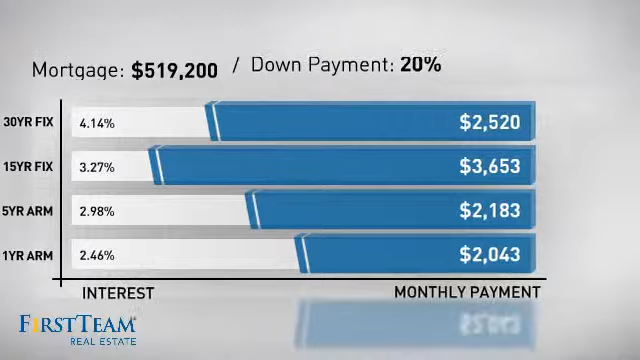 Mortgage: $519,200 / Down Payment: 20%
30YR FIX 4.14% $2,520
15YR FIX 3.27% $3,653
5YR ARM 2.98% $2,183
1YR ARM 2.46% $2,043
INTEREST MONTHLY PAYMENT
FIRSTTEAM
REAL ESTATE